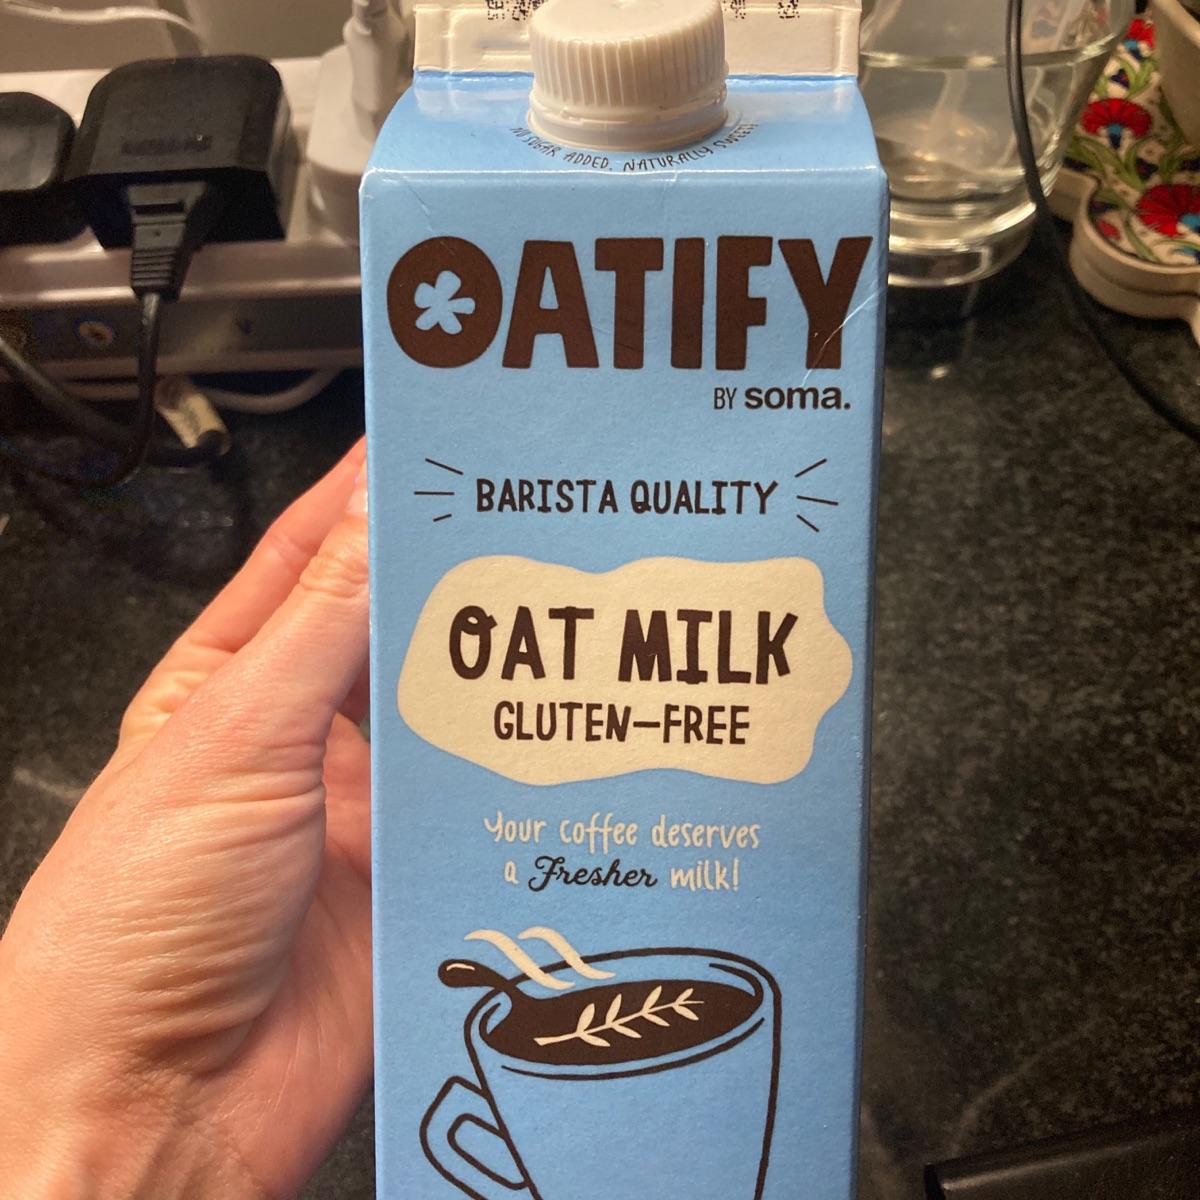 NO SUGAR ADDED. NATURALLY SWEET
OATIFY
BY soma.
BARISTA QUALITY
OAT MILK
GLUTEN-FREE
Your coffee deserves
a Fresher milk!